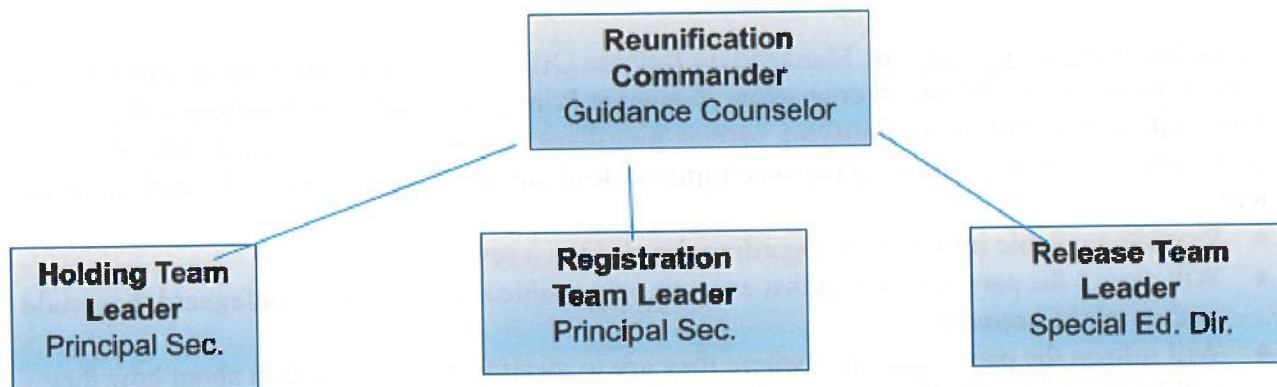 Reunification
Commander
Guidance Counselor
Holding Team
Leader
Principal Sec.
Registration
Team Leader
Principal Sec.
Release Team
Leader
Special Ed. Dir.